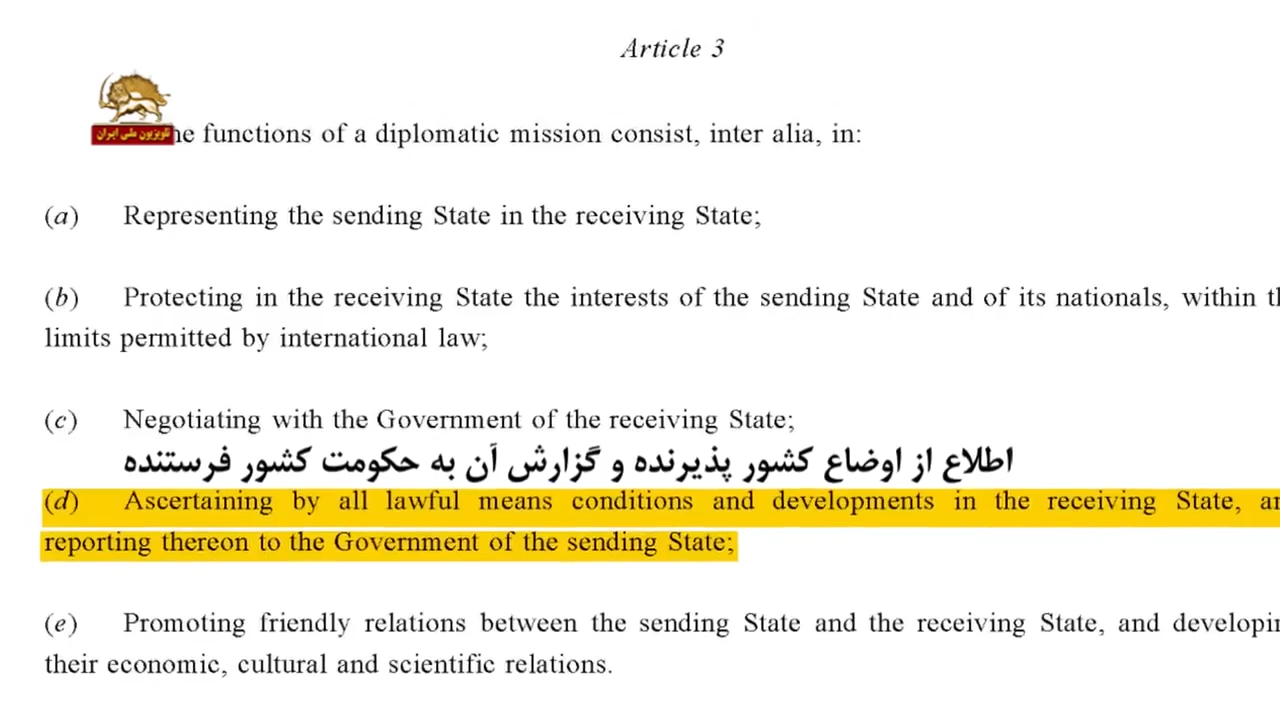 Article 3
تلویزیون ملی ایران
he functions of a diplomatic mission consist, inter alia, in:
(a) Representing the sending State in the receiving State;
(b) Protecting in the receiving State the interests of the sending State and of its nationals, within th
limits permitted by international law;
(c) Negotiating with the Government of the receiving State;
اطلاع از اوضاع کشور پذیرنده و گزارش آن به حکومت کشور فرستنده
(d) Ascertaining by all lawful means conditions and developments in the receiving State, an
reporting thereon to the Government of the sending State;
(e) Promoting friendly relations between the sending State and the receiving State, and developin
their economic, cultural and scientific relations.